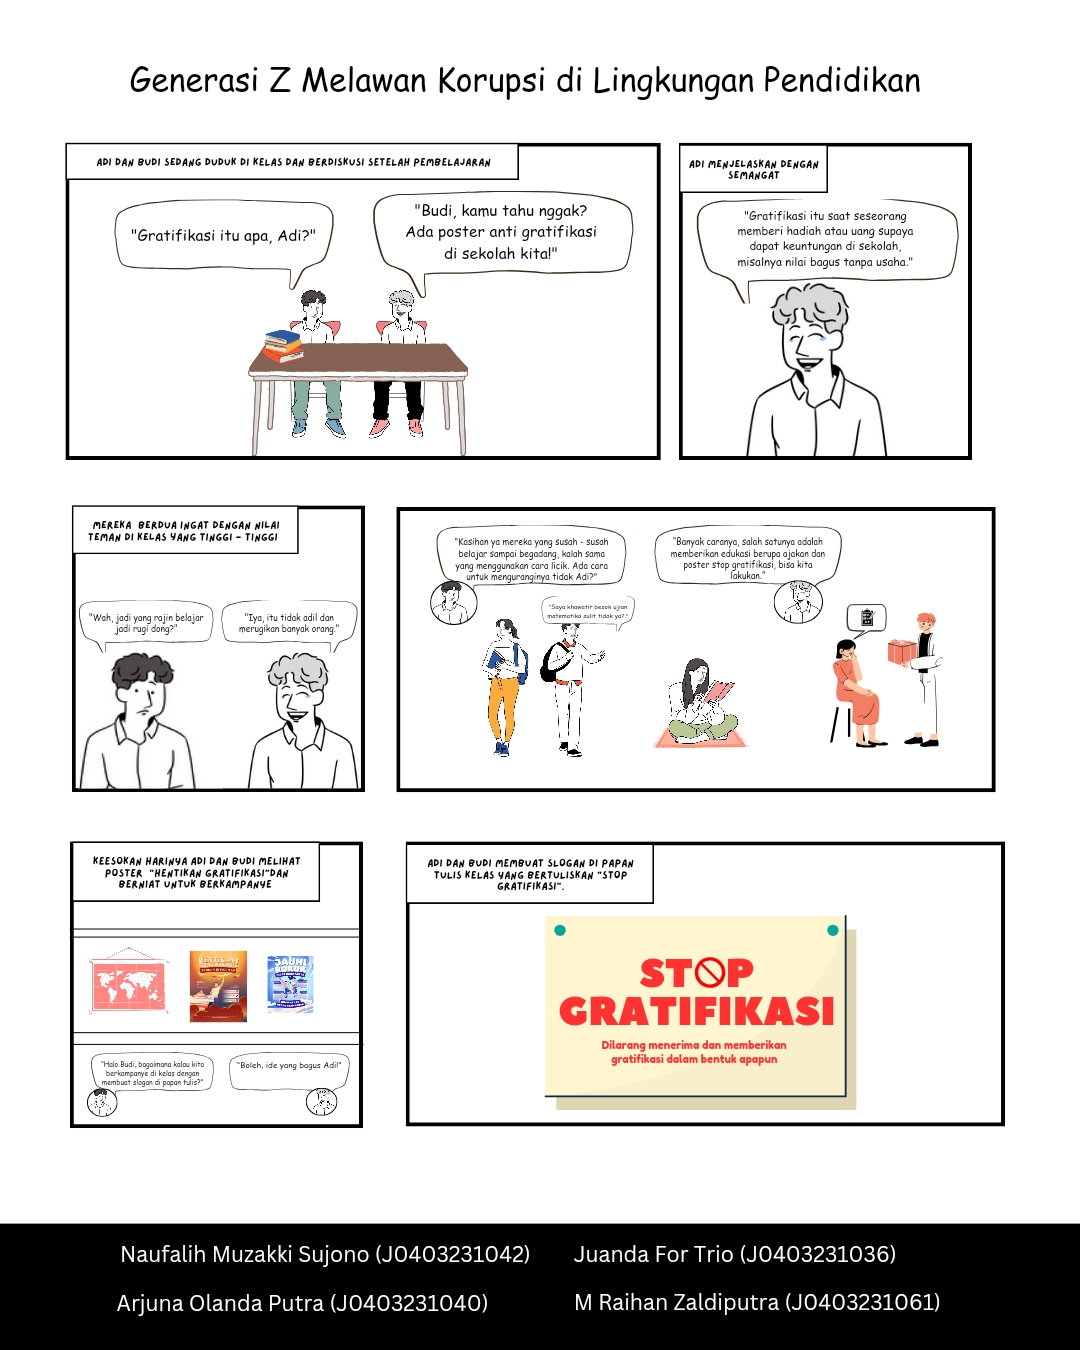 Generasi Z Melawan Korupsi di Lingkungan Pendidikan
ADI DAN BUDI SEDANG DUDUK DI KELAS DAN BERDISKUSI SETELAH PEMBELAJARAN
"Gratifikasi itu apa, Adi?"
"Budi, kamu tahu nggak?
Ada poster anti gratifikasi
di sekolah kita!"
ADI MENJELASKAN DENGAN
SEMANGAT
"Gratifikasi itu saat seseorang
memberi hadiah atau uang supaya
dapat keuntungan di sekolah,
misalnya nilai bagus tanpa usaha."
MEREKA BERDUA INGAT DENGAN NILAI
TEMAN DI KELAS YANG TINGGI - TINGGI
"Wah, jadi yang rajin belajar
jadi rugi dong?"
"Iya, itu tidak adil dan
merugikan banyak orang."
"Kasihan ya mereka yang susah - susah
belajar sampai begadang, kalah sama
yang menggunakan cara licik. Ada cara
untuk menguranginya tidak Adi?"
"Banyak caranya, salah satunya adalah
memberikan edukasi berupa ajakan dan
poster stop gratifikasi, bisa kita
lakukan."
"Saya khawatir besok ujian
matematika sulit tidak ya?"
KEESOKAN HARINYA ADI DAN BUDI MELIHAT
POSTER "HENTIKAN GRATIFIKASI"DAN
BERNIAT UNTUK BERKAMPANYE
JAUHI
ROKOK
"Halo Budi, bagaimana kalau kita
berkampanye di kelas dengan
membuat slogan di papan tulis?"
"Boleh, ide yang bagus Adi!"
ADI DAN BUDI MEMBUAT SLOGAN DI PAPAN
TULIS KELAS YANG BERTULISKAN "STOP
GRATIFIKASI".
STOP
GRATIFIKASI
Dilarang menerima dan memberikan
gratifikasi dalam bentuk apapun
Naufalih Muzakki Sujono (J0403231042)
Juanda For Trio (J0403231036)
Arjuna Olanda Putra (J0403231040)
M Raihan Zaldiputra (J0403231061)